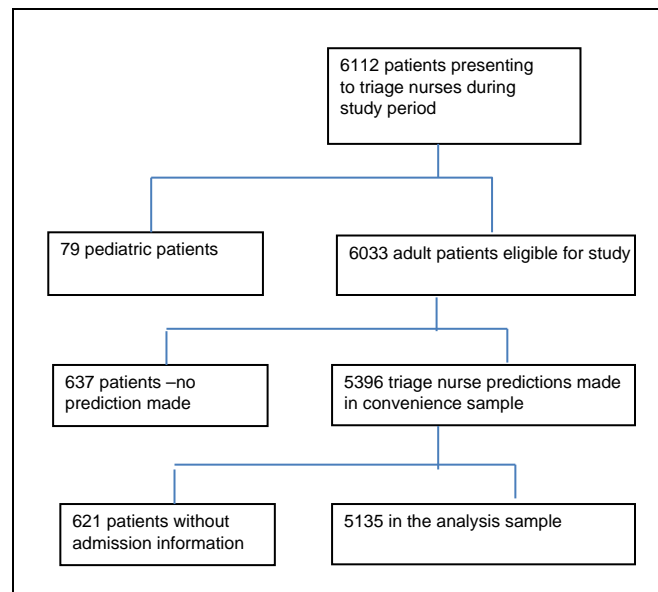 6112 patients presenting
to triage nurses during
study period
79 pediatric patients
6033 adult patients eligible for study
637 patients –no
prediction made
5396 triage nurse predictions made
in convenience sample
621 patients without
admission information
5135 in the analysis sample